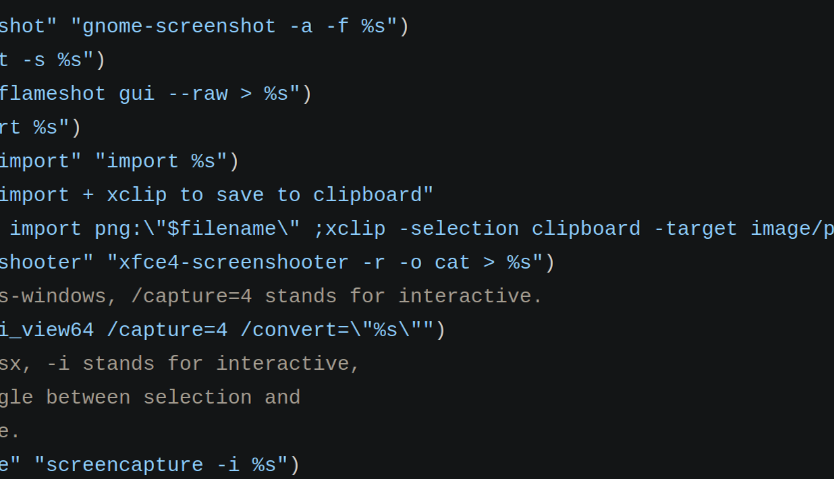 shot" "gnome-screenshot -a -f %s")
t -s %s")
flameshot gui --raw > %s")
rt %s")
import" "import %s")
import + xclip to save to clipboard"
import png:\"$filename\" ;xclip -selection clipboard -target image/p
shooter" "xfce4-screenshooter -r -o cat > %s")
s-windows, /capture=4 stands for interactive.
i_view64 /capture=4 /convert=\"%s\"")
sx, -i stands for interactive,
gle between selection and
e.
e" "screencapture -i %s")